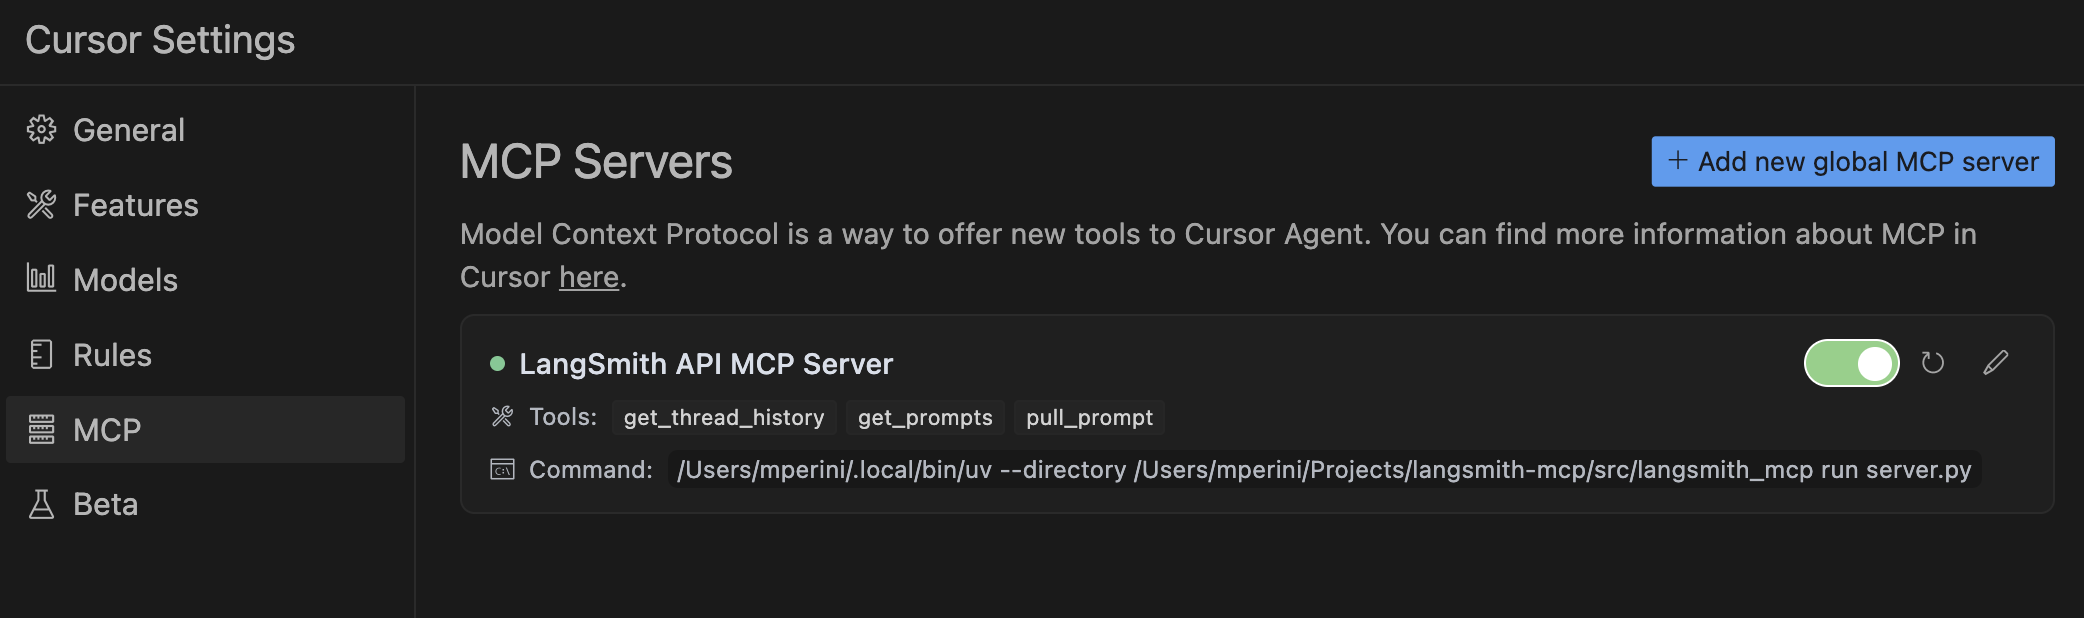 Cursor Settings
General
Features
Models
Rules
MCP
Beta
MCP Servers
+ Add new global MCP server
Model Context Protocol is a way to offer new tools to Cursor Agent. You can find more information about MCP in
Cursor here.
LangSmith API MCP Server
Tools: get_thread_history get_prompts pull_prompt
Command: /Users/mperini/.local/bin/uv --directory /Users/mperini/Projects/langsmith-mcp/src/langsmith_mcp run server.py